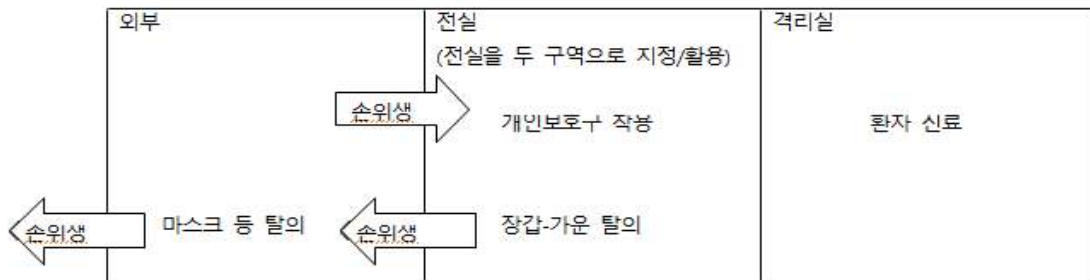 외부
전실
(전실을 두 구역으로 지정/활용)
격리실
손위생
개인보호구 작용
환자 신료
손위생
마스크 등 탈의
손위생
장갑-가운 탈의